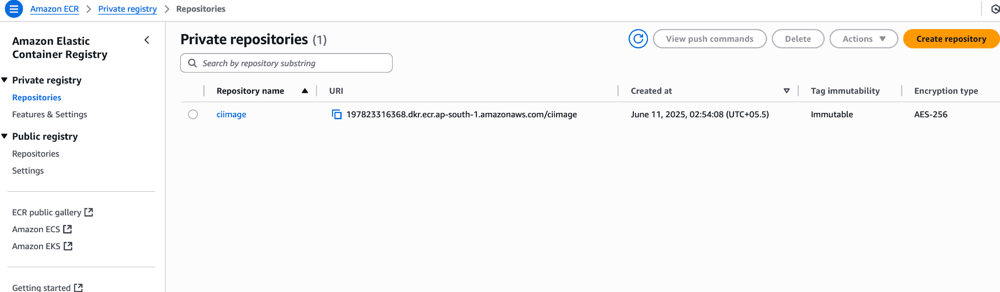 Amazon ECR > Private registry > Repositories
Amazon Elastic
Container Registry
Private registry
Repositories
Features & Settings
Public registry
Repositories
Settings
ECR public gallery
Amazon ECS
Amazon EKS
Getting started
Private repositories (1)
View push commands
Delete
Actions
Create repository
Search by repository substring
Repository name URI Created at Tag immutability Encryption type
ciimage 197823316368.dkr.ecr.ap-south-1.amazonaws.com/ciimage June 11, 2025, 02:54:08 (UTC+05.5) Immutable AES-256